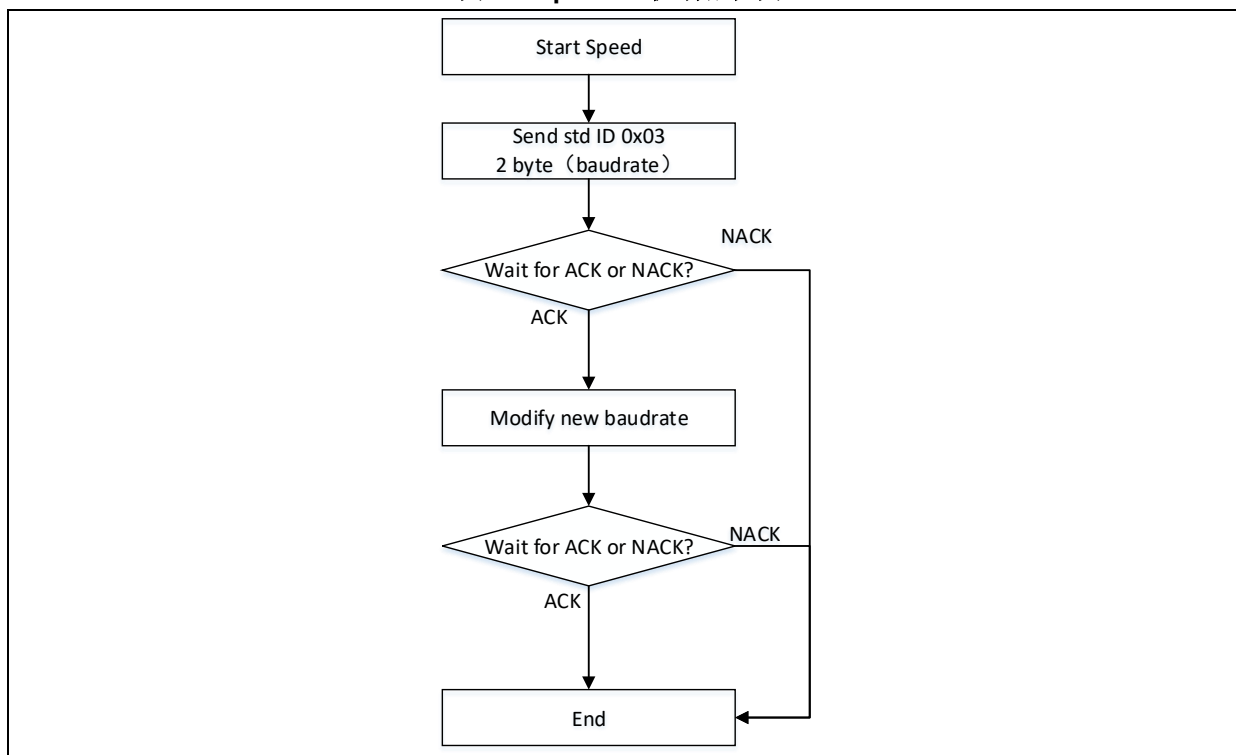 Start Speed
Send std ID 0x03
2 byte（baudrate）
NACK
Wait for ACK or NACK?
ACK
Modify new baudrate
Wait for ACK or NACK?
NACK
ACK
End